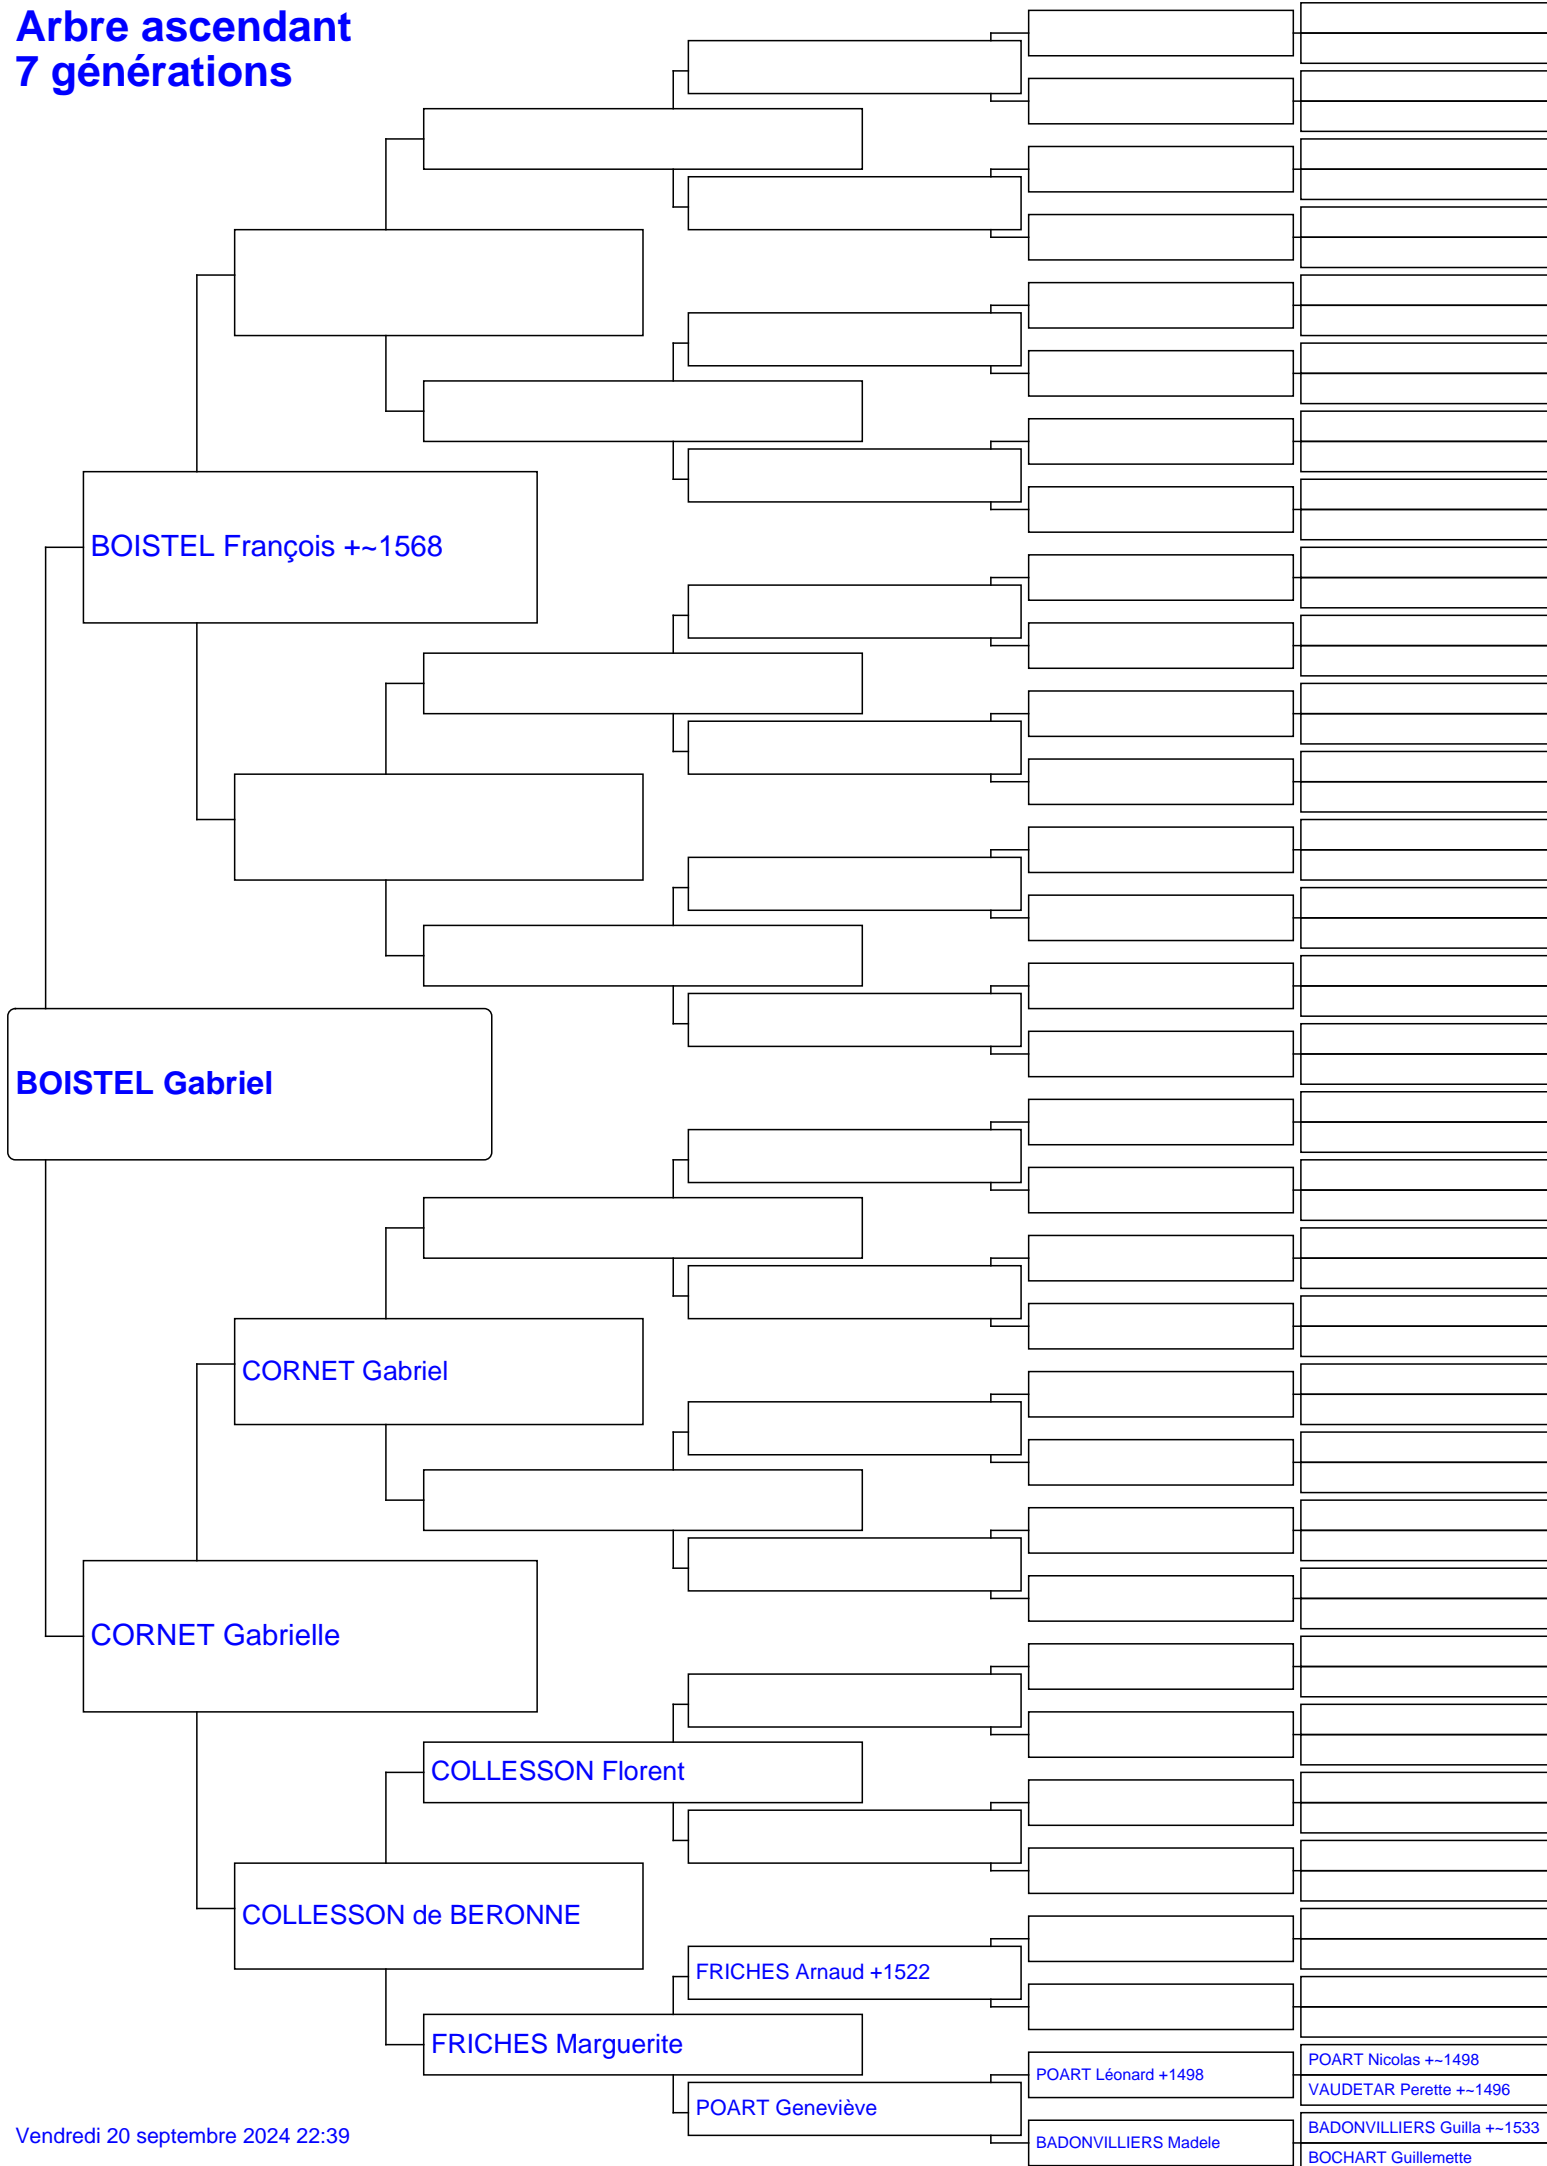 Arbre ascendant
7 générations
BOISTEL François +~1568
BOISTEL Gabriel
CORNET Gabriel
CORNET Gabrielle
COLLESSON Florent
COLLESSON de BERONNE
FRICHES Arnaud +1522
FRICHES Marguerite
POART Nicolas +~1498
POART Léonard +1498
VAUDETAR Perette +~1496
POART Geneviève
BADONVILLIERS Guilla +~1533
BADONVILLIERS Madele
BOCHART Guillemette
Vendredi 20 septembre 2024 22:39